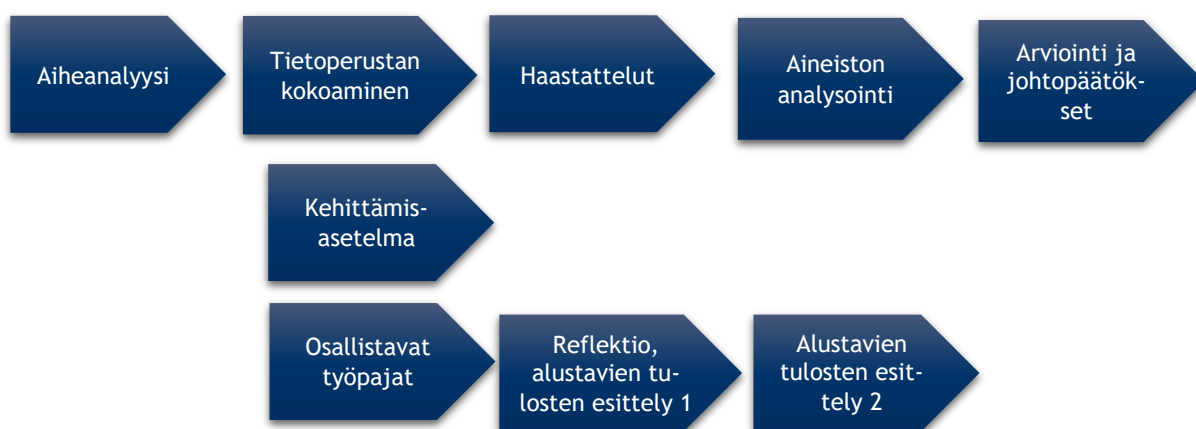 Aiheanalyysi
Tietoperustan
kokoaminen
Haastattelut
Aineiston
analysointi
Arviointi ja
johtopäätök-
set
Kehittämis-
asetelma
Osallistavat
työpajat
Reflektio,
alustavien tu-
losten esittely 1
Alustavien
tulosten esit-
tely 2